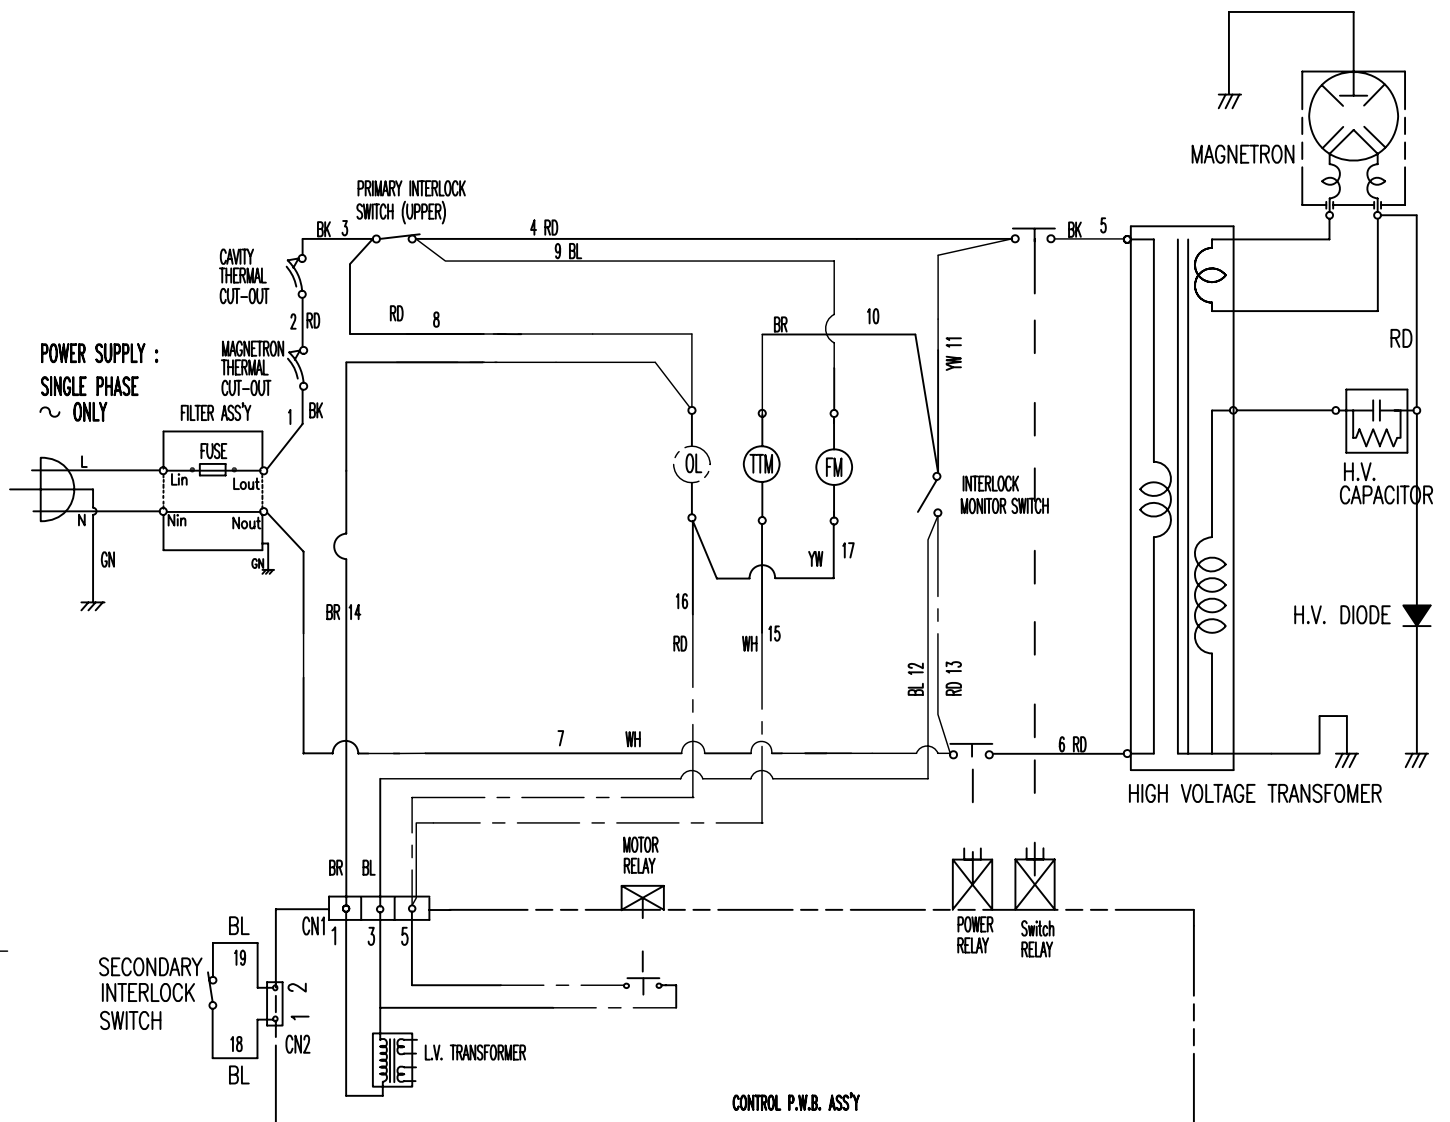 MAGNETRON
PRIMARY INTERLOCK
SWITCH (UPPER)
BK 3
4 RD
9 BL
BK 5
CAVITY
THERMAL
CUT-OUT
2 RD
RD 8
BR 10
YW 11
RD
POWER SUPPLY :
SINGLE PHASE
~ ONLY
MAGNETRON
THERMAL
CUT-OUT
1 BK
FILTER ASS'Y
FUSE
L
Lin
Lout
N
Nin
Nout
GN
GN
OL
TTM
FM
INTERLOCK
MONITOR SWITCH
H.V.
CAPACITOR
YW 17
BR 14
16
RD
WH 15
BL 12
RD 13
H.V. DIODE
7 WH
6 RD
HIGH VOLTAGE TRANSFOMER
MOTOR
RELAY
BR BL
CN1
1 3 5
POWER
RELAY
Switch
RELAY
BL
19
SECONDARY
INTERLOCK
SWITCH
2
1
CN2
18
BL
L.V. TRANSFORMER
CONTROL P.W.B. ASS'Y